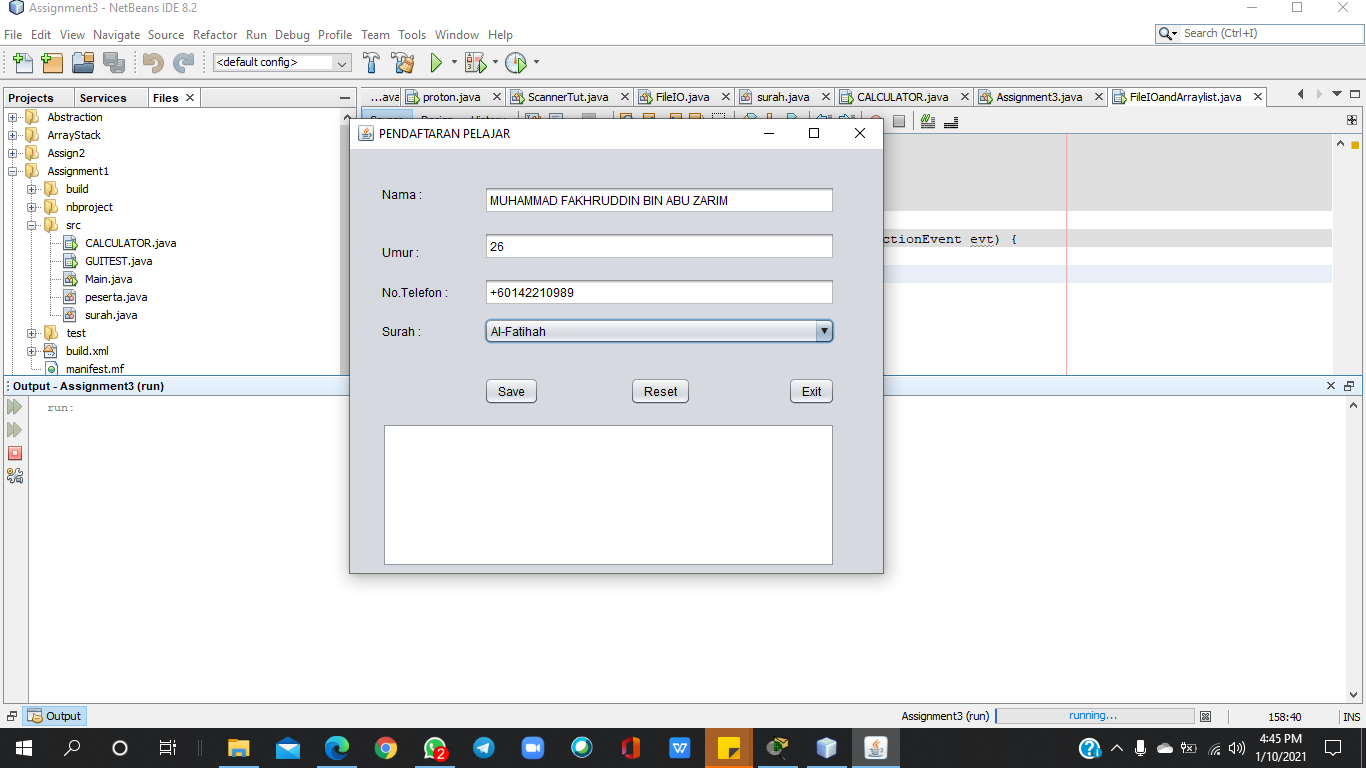 Assignment3 - NetBeans IDE 8.2
File Edit View Navigate Source Refactor Run Debug Profile Team Tools Window Help
Search (Ctrl+I)
<default config>
Projects Services Files
...ava proton.java ScannerTut.java FileIO.java surah.java CALCULATOR.java Assignment3.java FileIOandArraylist.java
Abstraction
ArrayStack
Assign2
Assignment1
build
nbproject
src
CALCULATOR.java
GUITEST.java
Main.java
peserta.java
surah.java
test
build.xml
manifest.mf
ctionEvent evt) {
PENDAFTARAN PELAJAR
Nama :
MUHAMMAD FAKHRUDDIN BIN ABU ZARIM
Umur :
26
No.Telefon :
+60142210989
Surah :
Al-Fatihah
Save Reset Exit
Output - Assignment3 (run)
run:
Output
Assignment3 (run)
running...
158:40
INS
2
4:45 PM
1/10/2021